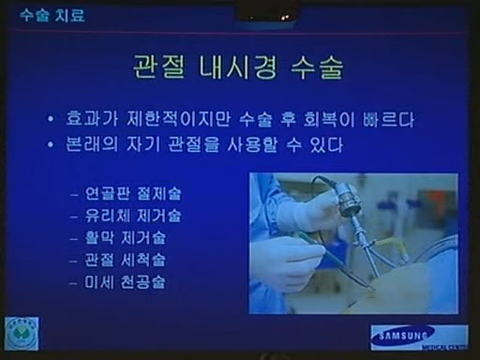 수술 치료
관절 내시경 수술
• 효과가 제한적이지만 수술 후 회복이 빠르다
• 본래의 자기 관절을 사용할 수 있다
– 연골판 절제술
– 유리체 제거술
– 활막 제거술
– 관절 세척술
– 미세 천공술
SAMSUNG
MEDICAL CENTER